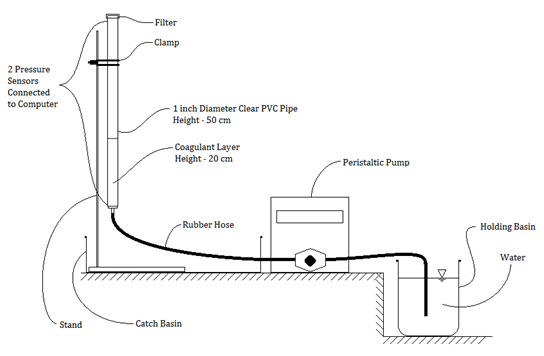 Filter
Clamp
2 Pressure
Sensors
Connected
to Computer
1 inch Diameter Clear PVC Pipe
Height - 50 cm
Coagulant Layer
Height - 20 cm
Peristaltic Pump
Rubber Hose
Holding Basin
Water
Stand
Catch Basin